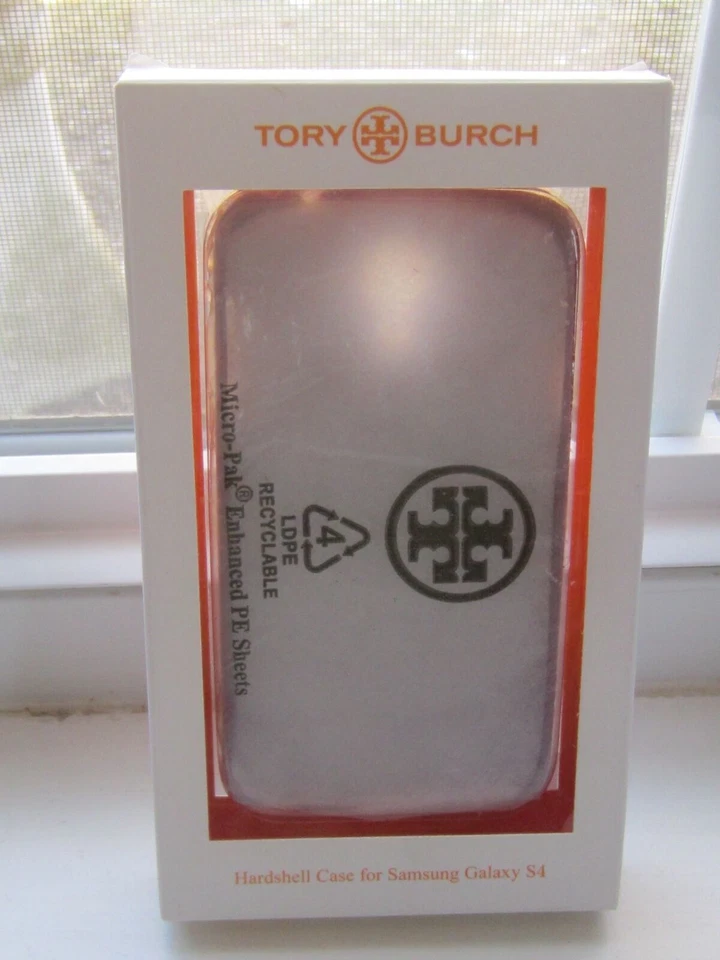 TORY BURCH
Micro-Pak® Enhanced PE Sheets
4
LDPE
RECYCLABLE
Hardshell Case for Samsung Galaxy S4